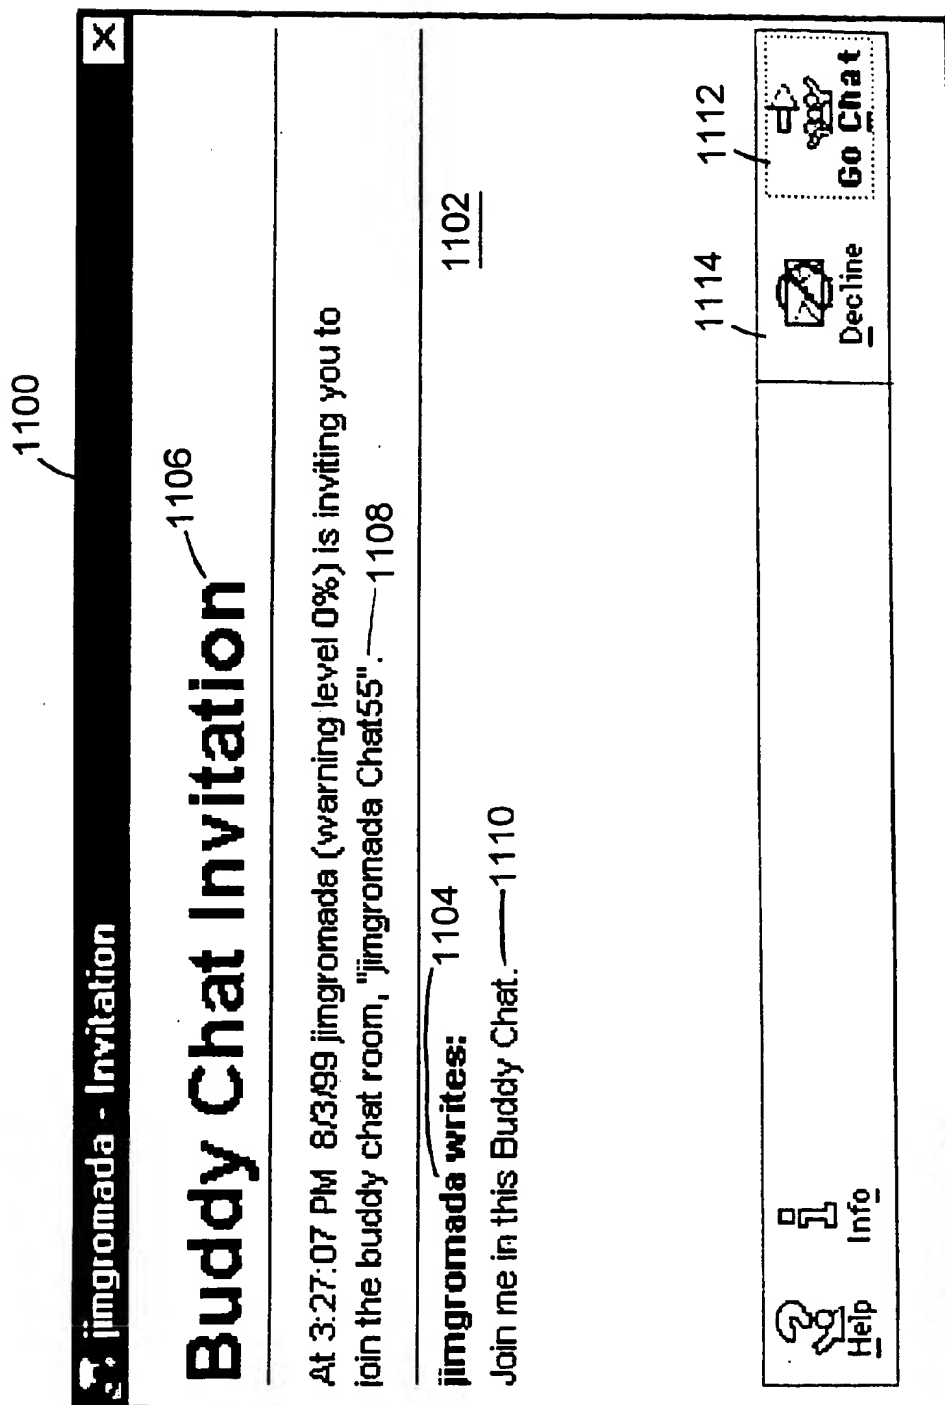 1100
jimgromada - Invitation X
Buddy Chat Invitation 1106
At 3:27:07 PM 8/3/99 jimgromada (warning level 0%) is inviting you to
join the buddy chat room, "jimgromada Chat55". 1108
jimgromada writes: 1104
1102
Join me in this Buddy Chat. 1110
1114
1112
Help
Info
Decline
Go Chat